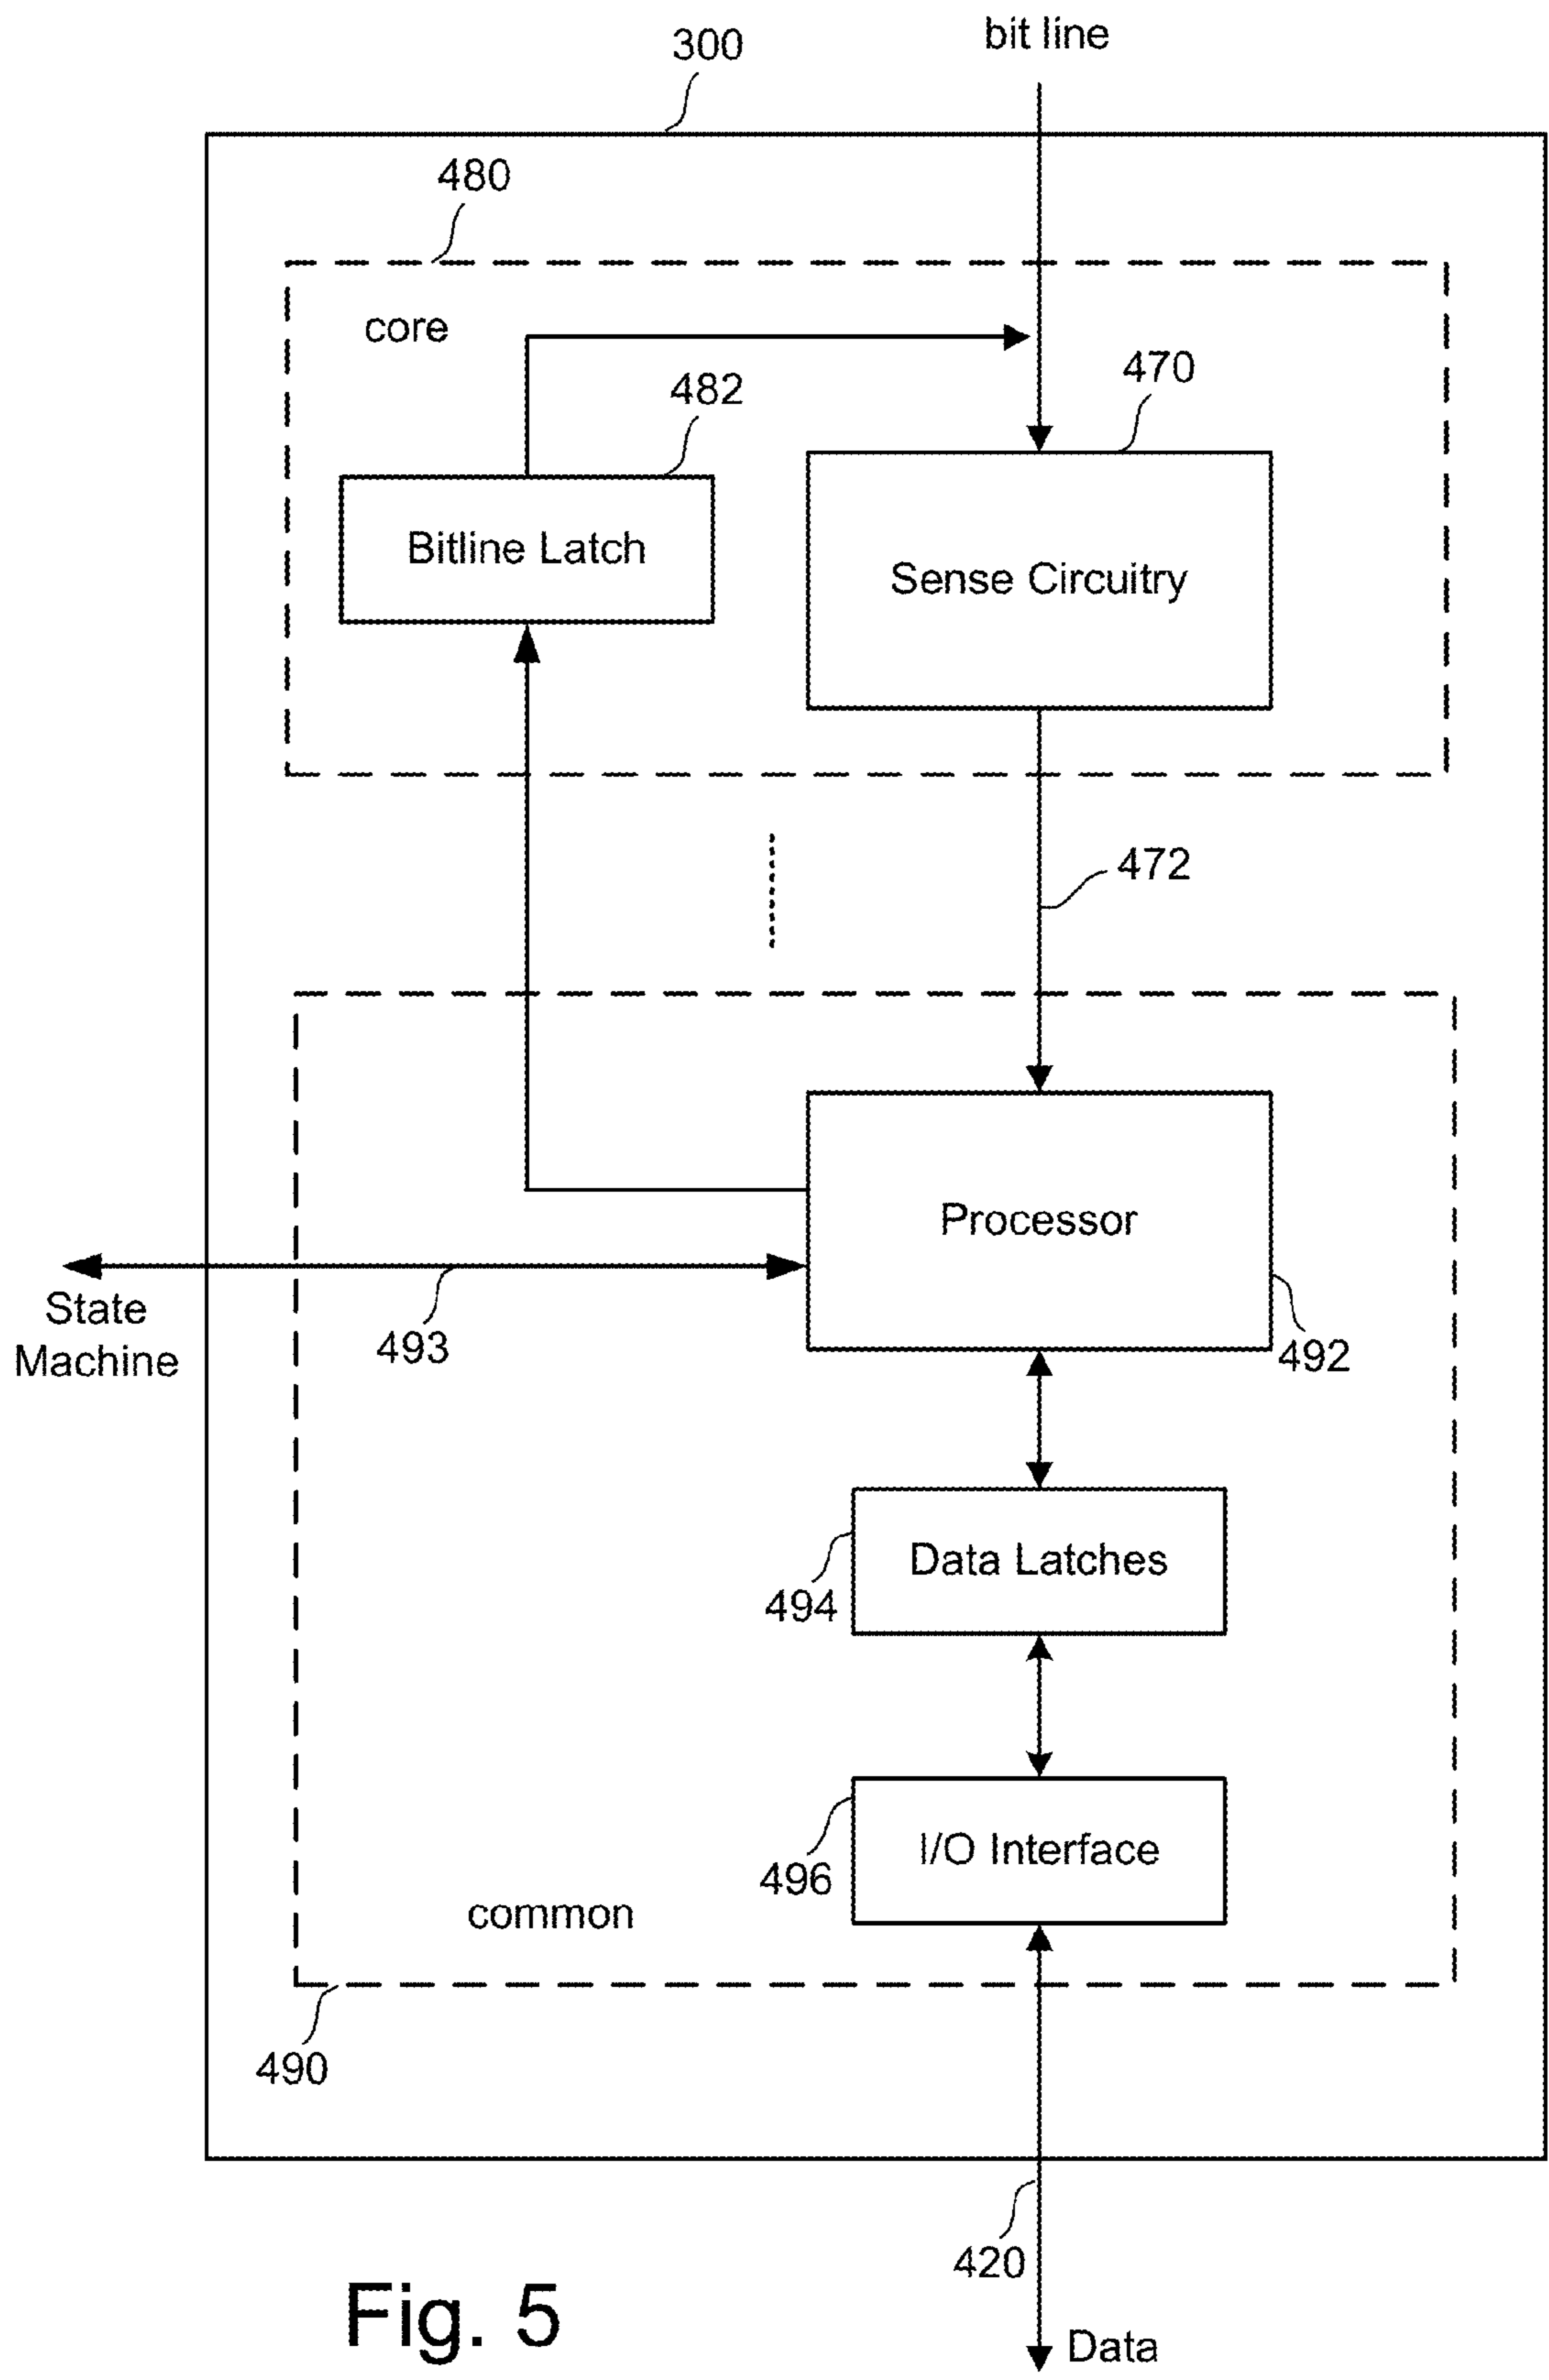 300
bit line
480
core
482
470
Bitline Latch
Sense Circuitry
472
Processor
State
Machine
493
492
Data Latches
494
I/O Interface
496
common
490
420
Fig. 5
Data